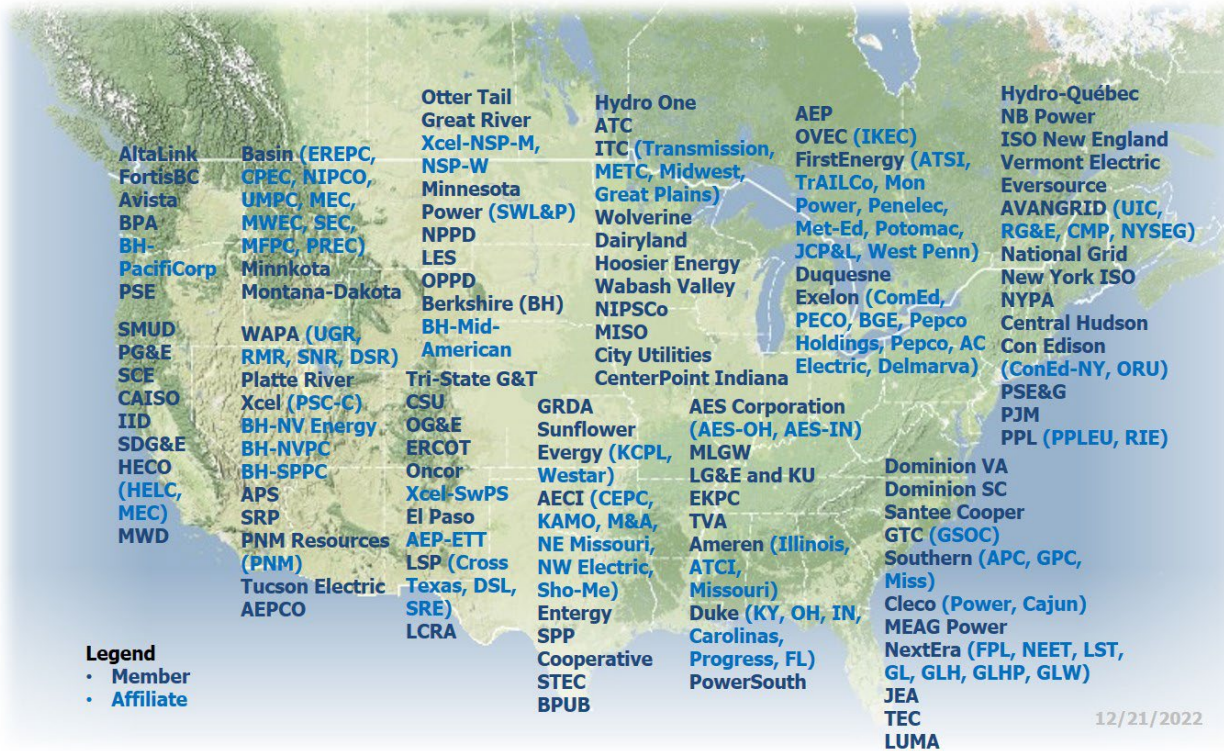 AltaLink
FortisBC
Avista
BPA
BH-
PacifiCorp
PSE
SMUD
PG&E
SCE
CAISO
IID
SDG&E
HECO
(HELC,
MEC)
MWD
Basin (EREPC,
CPEC, NIPCO,
UMPC, MEC,
MWEC, SEC,
MFPC, PREC)
Minnkota
Montana-Dakota
WAPA (UGR,
RMR, SNR, DSR)
Platte River
Xcel (PSC-C)
BH-NV Energy
BH-NVPC
BH-SPPC
APS
SRP
PNM Resources
(PNM)
Tucson Electric
AEPCO
Otter Tail
Great River
Xcel-NSP-M,
NSP-W
Minnesota
Power (SWL&P)
NPPD
LES
OPPD
Berkshire (BH)
BH-Mid-
American
Tri-State G&T
CSU
OG&E
ERCOT
Oncor
Xcel-SwPS
El Paso
AEP-ETT
LSP (Cross
Texas, DSL,
SRE)
LCRA
Hydro One
ATC
ITC (Transmission,
METC, Midwest,
Great Plains)
Wolverine
Dairyland
Hoosier Energy
Wabash Valley
NIPSCo
MISO
City Utilities
CenterPoint Indiana
GRDA
Sunflower
Evergy (KCPL,
Westar)
AECI (CEPC,
KAMO, M&A,
NE Missouri,
NW Electric,
Sho-Me)
Entergy
SPP
Cooperative
STEC
BPUB
AEP
OVEC (IKEC)
FirstEnergy (ATSI,
TrAILCo, Mon
Power, Penelec,
Met-Ed, Potomac,
JCP&L, West Penn)
Duquesne
Exelon (ComEd,
PECO, BGE, Pepco
Holdings, Pepco, AC
Electric, Delmarva)
AES Corporation
(AES-OH, AES-IN)
MLGW
LG&E and KU
EKPC
TVA
Ameren (Illinois,
ATCI,
Missouri)
Duke (KY, OH, IN,
Carolinas,
Progress, FL)
PowerSouth
Hydro-Québec
NB Power
ISO New England
Vermont Electric
Eversource
AVANGRID (UIC,
RG&E, CMP, NYSEG)
National Grid
New York ISO
NYPA
Central Hudson
Con Edison
(ConEd-NY, ORU)
PSE&G
PJM
PPL (PPLEU, RIE)
Dominion VA
Dominion SC
Santee Cooper
GTC (GSOC)
Southern (APC, GPC,
Miss)
Cleco (Power, Cajun)
MEAG Power
NextEra (FPL, NEET, LST,
GL, GLH, GLHP, GLW)
JEA
TEC
LUMA
Legend
• Member
• Affiliate
12/21/2022